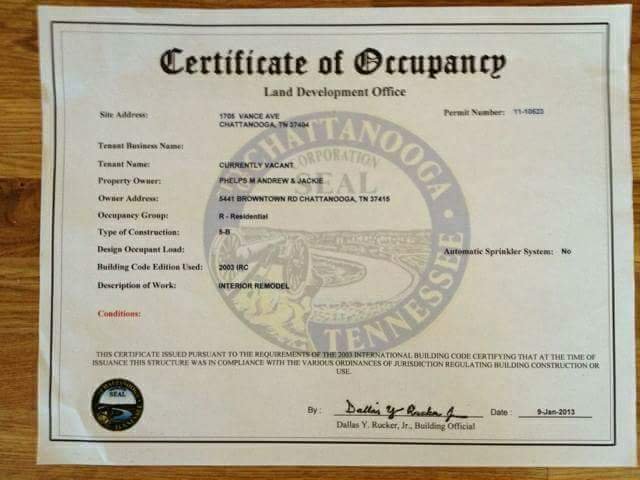 Certificate of Occupancy
Land Development Office
Site Address: 1705 VANCE AVE
CHATTANOOGA, TN 37404
Permit Number: 11-10623
Tenant Business Name:
Tenant Name: CURRENTLY VACANT
Property Owner: PHELPS M ANDREW & JACKIE
Owner Address: 5441 BROWNTOWN RD CHATTANOOGA, TN 37415
Occupancy Group: R - Residential
Type of Construction: 5-B
Design Occupant Load: Automatic Sprinkler System: No
Building Code Edition Used: 2003 IRC
Description of Work: INTERIOR REMODEL
Conditions:
CHATTANOOGA
CORPORATION
SEAL
TENNESSEE
THIS CERTIFICATE ISSUED PURSUANT TO THE REQUIREMENTS OF THE 2003 INTERNATIONAL BUILDING CODE CERTIFYING THAT AT THE TIME OF
ISSUANCE THIS STRUCTURE WAS IN COMPLIANCE WITH THE VARIOUS ORDINANCES OF JURISDICTION REGULATING BUILDING CONSTRUCTION OR
USE.
CHATTANOOGA
SEAL
TENNESSEE
By: Dallas Y Rucker Jr Date: 9-Jan-2013
Dallas Y. Rucker, Jr., Building Official